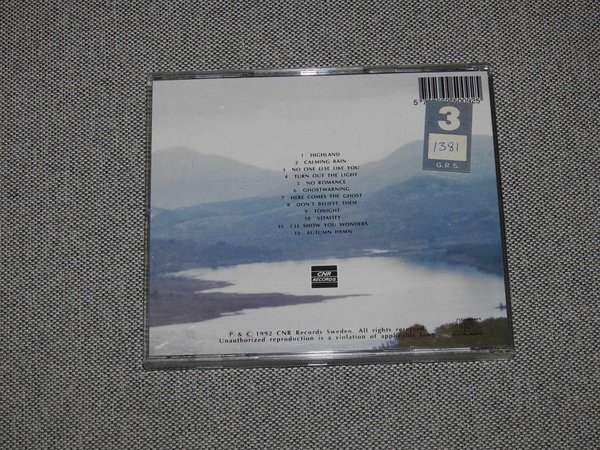 3
1381
G.R.S.
1 HIGHLAND
2 CALMING RAIN
3 NO ONE ELSE LIKE YOU
4 TURN OUT THE LIGHT
5 NO ROMANCE
6 GHOSTWARNING
7 HERE COMES THE GHOST
8 DON'T BELIEVE THEM
9 TONIGHT
10 VITALITY
11 I'LL SHOW YOU WONDERS
12 AUTUMN HYMN
CNR
RECORDS
P & C 1992 CNR Records Sweden. All rights reserved.
Unauthorized reproduction is a violation of applicable laws.